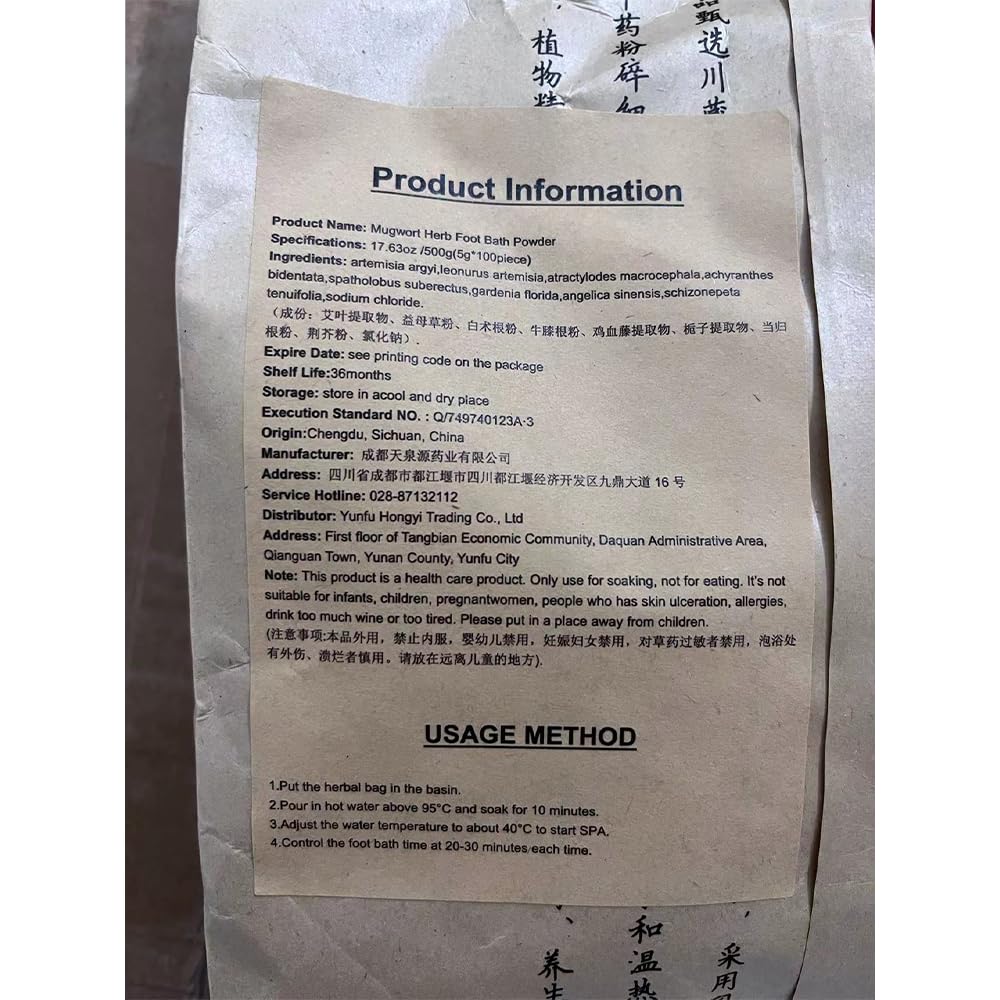 植物精
药粉碎细
甄选川
Product Information
Product Name: Mugwort Herb Foot Bath Powder
Specifications: 17.63oz /500g(5g*100piece)
Ingredients: artemisia argyi,leonurus artemisia,atractylodes macrocephala,achyranthes
bidentata,spatholobus suberectus,gardenia florida,angelica sinensis,schizonepeta
tenuifolia,sodium chloride.
（成份：艾叶提取物、益母草粉、白术根粉、牛膝根粉、鸡血藤提取物、栀子提取物、当归
根粉、荆芥粉、氯化钠）.
Expire Date: see printing code on the package
Shelf Life:36months
Storage: store in acool and dry place
Execution Standard NO. : Q/749740123A-3
Origin:Chengdu, Sichuan, China
Manufacturer: 成都天泉源药业有限公司
Address: 四川省成都市都江堰市四川都江堰经济开发区九鼎大道 16 号
Service Hotline: 028-87132112
Distributor: Yunfu Hongyi Trading Co., Ltd
Address: First floor of Tangbian Economic Community, Daquan Administrative Area,
Qianguan Town, Yunan County, Yunfu City
Note: This product is a health care product. Only use for soaking, not for eating. It's not
suitable for infants, children, pregnantwomen, people who has skin ulceration, allergies,
drink too much wine or too tired. Please put in a place away from children.
(注意事项:本品外用，禁止内服，婴幼儿禁用，妊娠妇女禁用，对草药过敏者禁用，泡浴处
有外伤、溃烂者慎用。请放在远离儿童的地方).
USAGE METHOD
1.Put the herbal bag in the basin.
2.Pour in hot water above 95°C and soak for 10 minutes.
3.Adjust the water temperature to about 40°C to start SPA.
4.Control the foot bath time at 20-30 minutes each time.
养生
和温热
采用